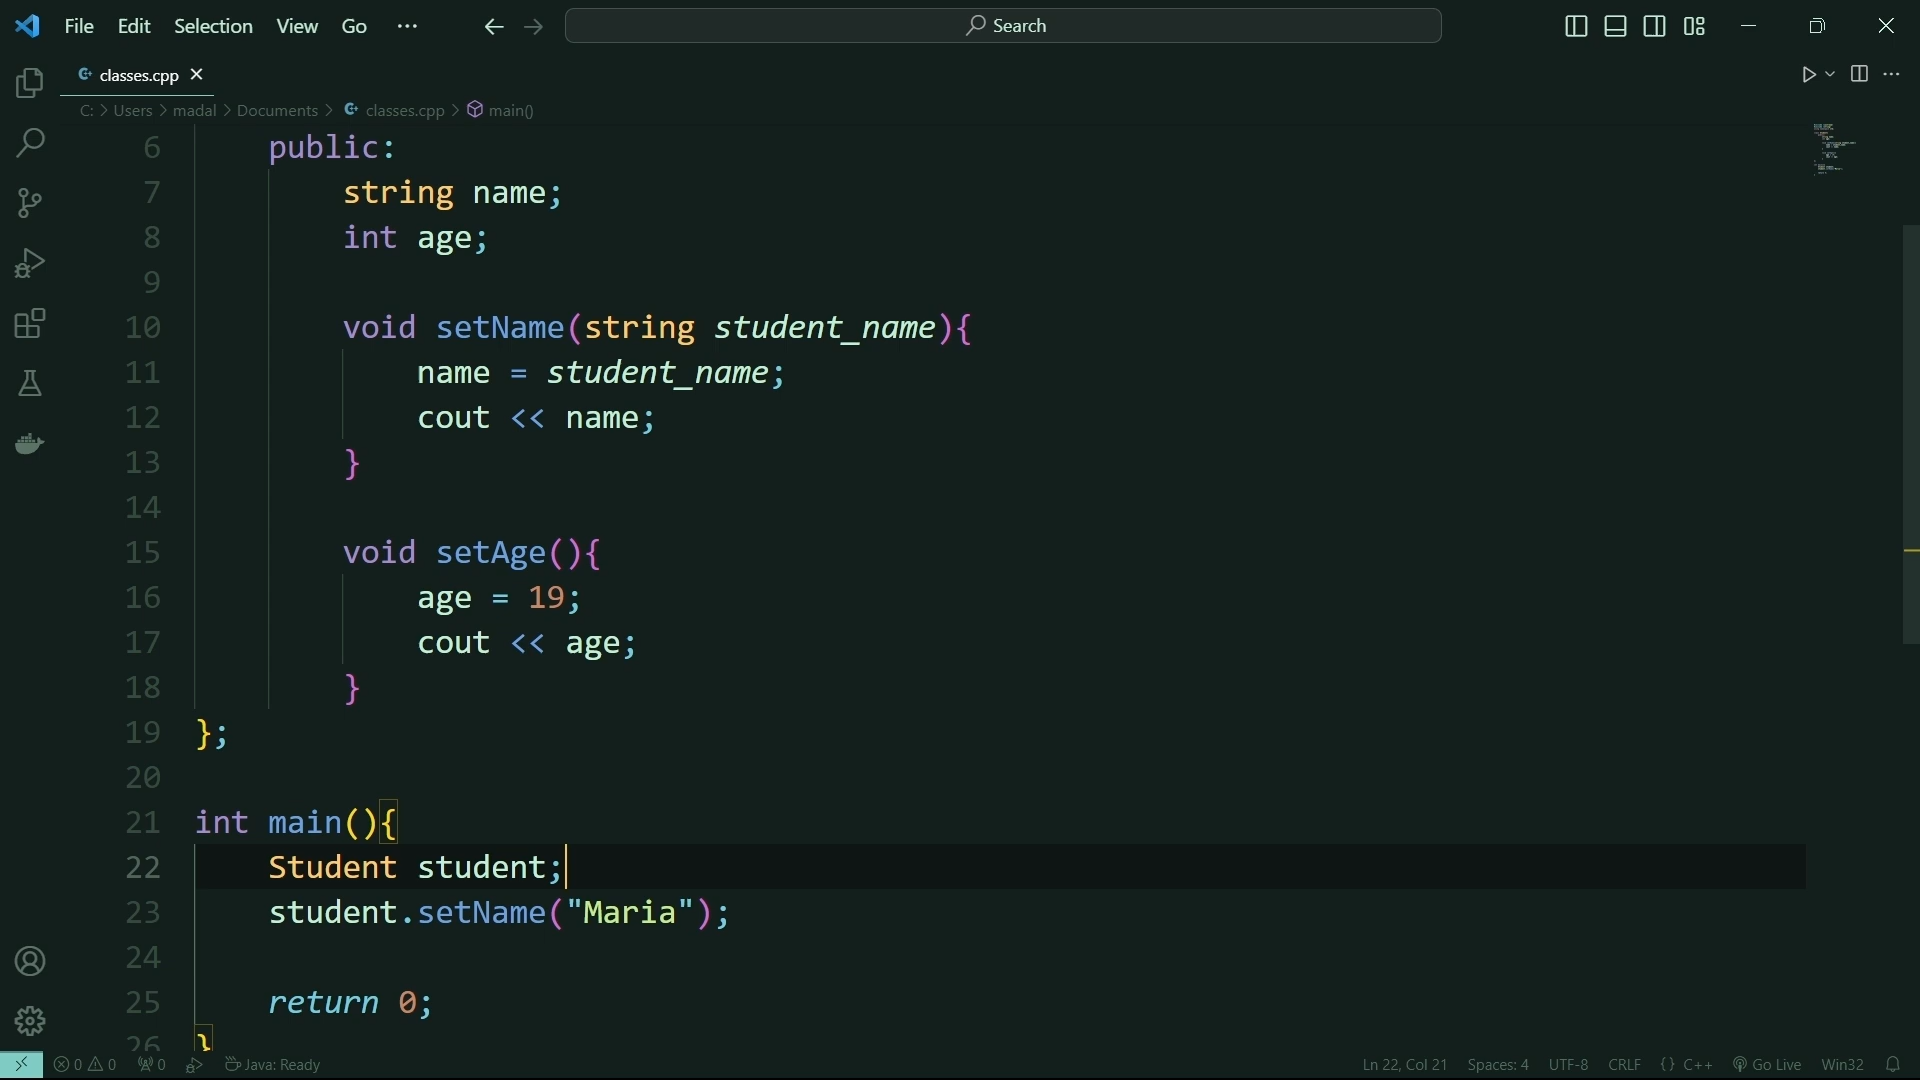 File Edit Selection View Go ··· Search
classes.cpp
C: > Users > madal > Documents > classes.cpp > main()
6 public:
7 string name;
8 int age;
9
10 void setName(string student_name){
11 name = student_name;
12 cout << name;
13 }
14
15 void setAge(){
16 age = 19;
17 cout << age;
18 }
19 };
20
21 int main(){
22 Student student;
23 student.setName("Maria");
24
25 return 0;
26 }
0 0 0 Java: Ready Ln 22, Col 21 Spaces: 4 UTF-8 CRLF {} C++ Go Live Win32